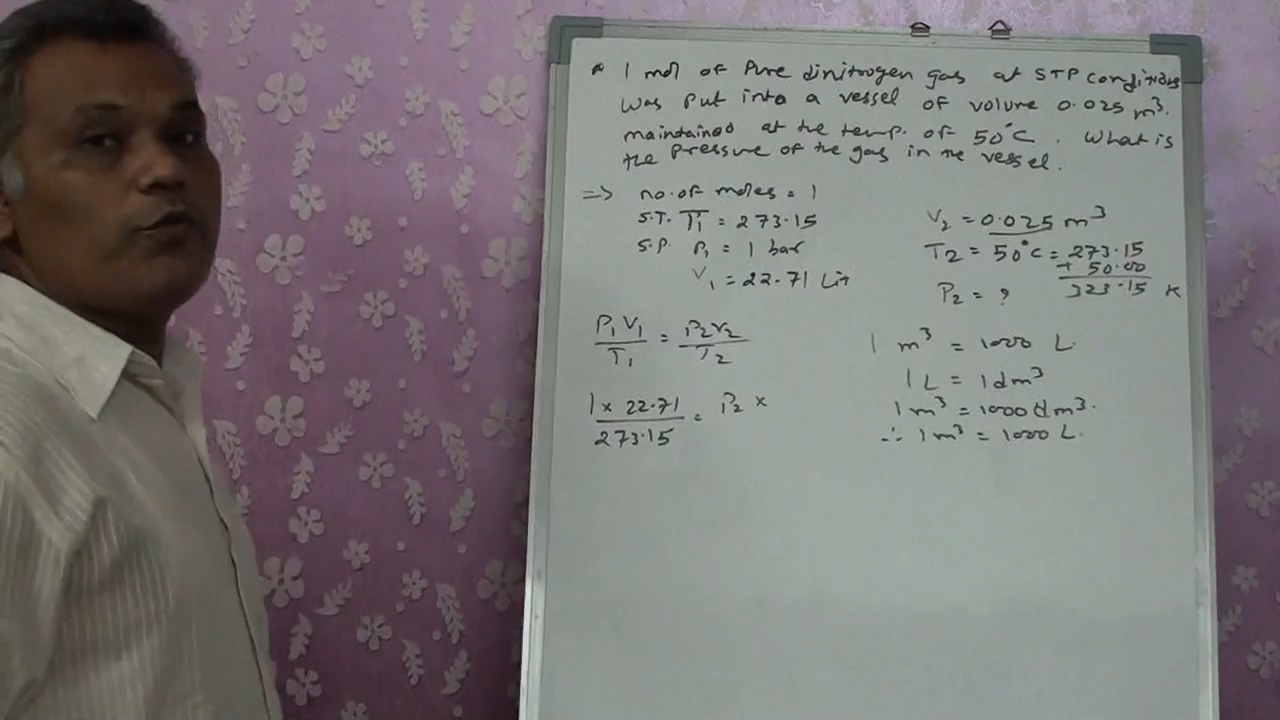 * 1 mol of Pure dinitrogen gas at STP conditions
was put into a vessel of volume 0.025 m³.
maintained at the temp. of 50°C. What is
the pressure of the gas in the vessel.
=> no. of moles = 1
S.T. T₁ = 273.15
S.P. P₁ = 1 bar
V₁ = 22.71 Lit
V₂ = 0.025 m³
T₂ = 50°C = 273.15
+ 50.00
323.15 K
P₂ = ?
P₁V₁/T₁ = P₂V₂/T₂
1 × 22.71/273.15 = P₂ ×
1 m³ = 1000 L
1 L = 1 dm³
1 m³ = 1000 dm³.
∴ 1 m³ = 1000 L.